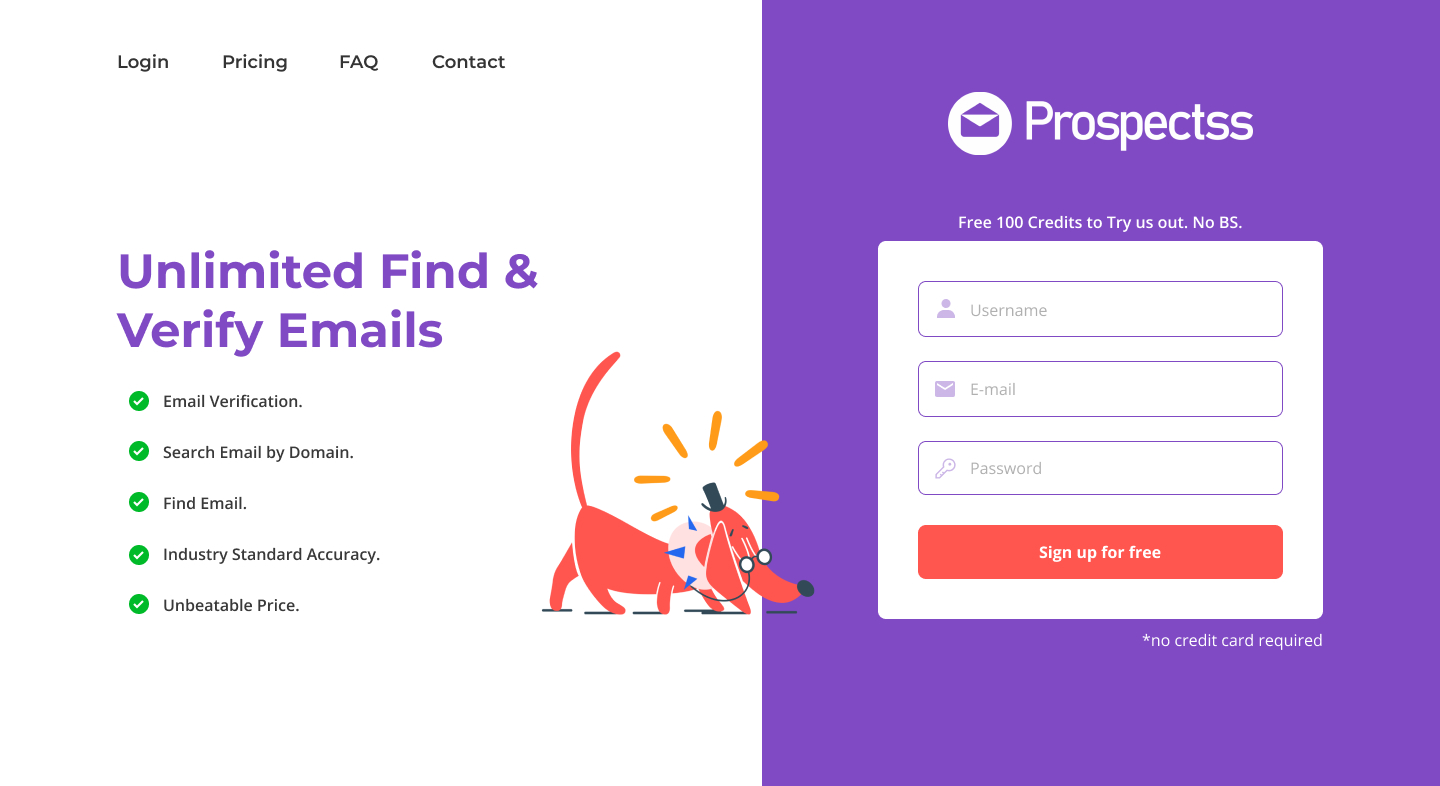 Login Pricing FAQ Contact
Unlimited Find &
Verify Emails
Email Verification.
Search Email by Domain.
Find Email.
Industry Standard Accuracy.
Unbeatable Price.
Prospectss
Free 100 Credits to Try us out. No BS.
Username
E-mail
Password
Sign up for free
*no credit card required